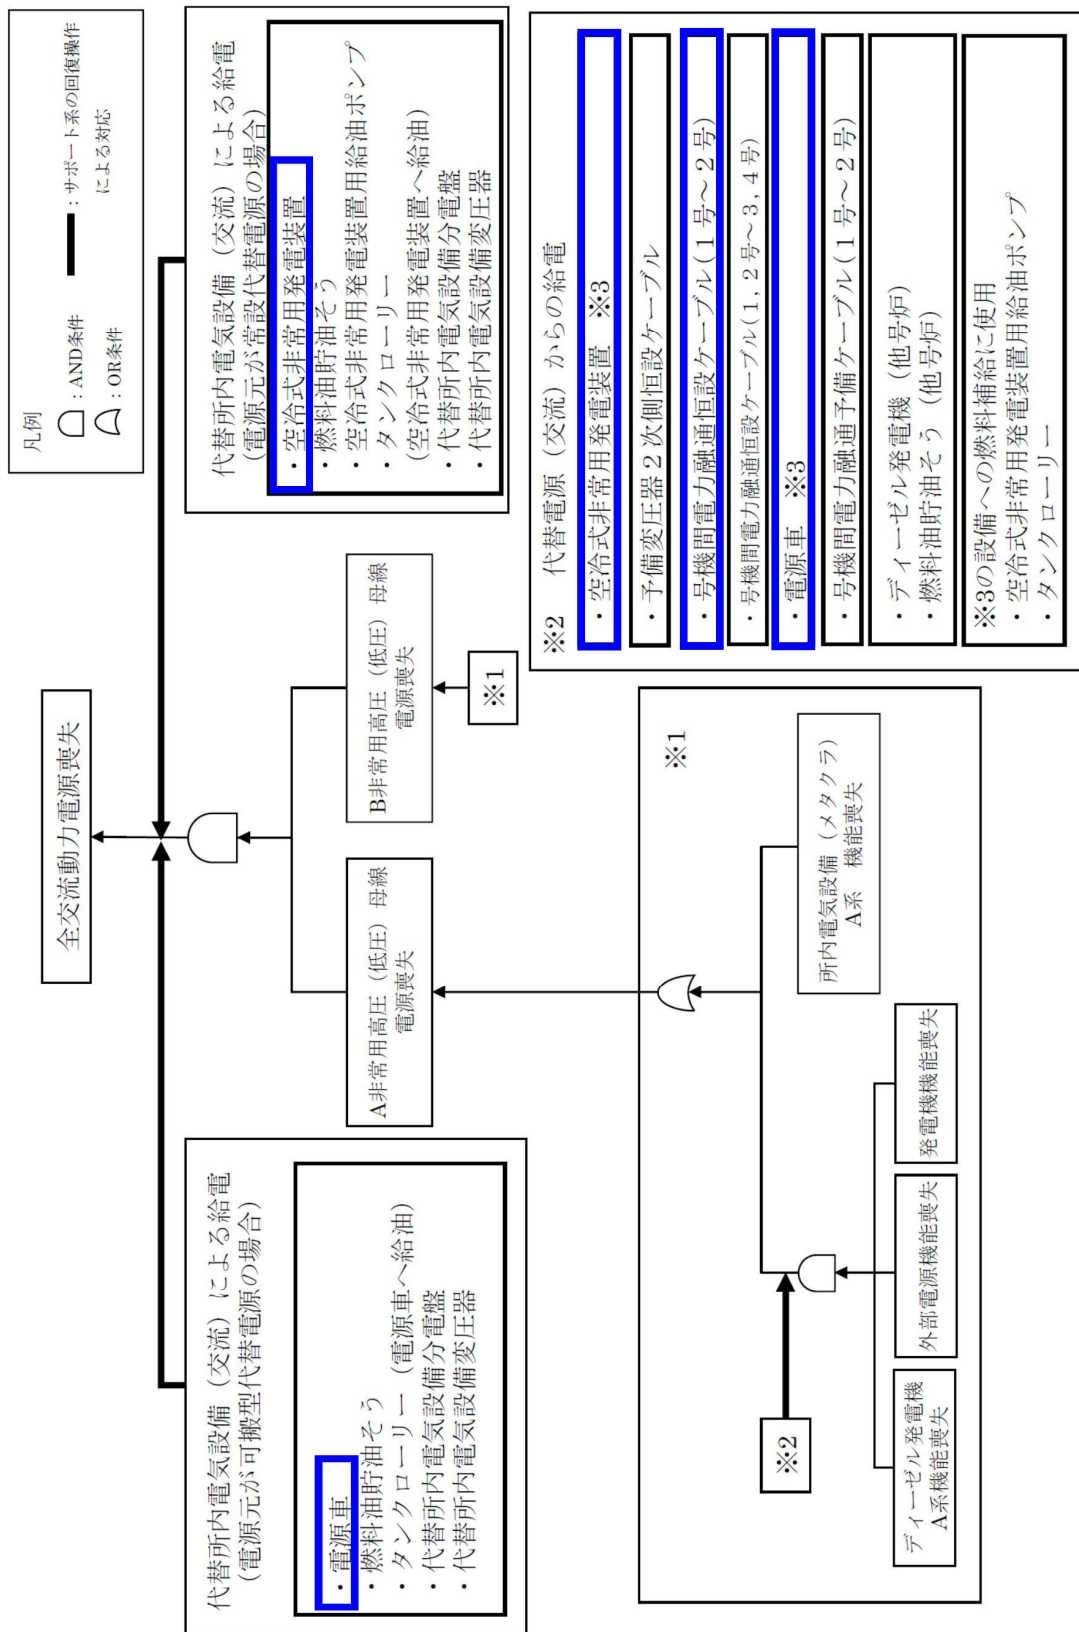 凡例
：AND条件
：OR条件
：サポート系の回復操作
による対応
全交流動力電源喪失
代替所内電気設備（交流）による給電
(電源元が可搬型代替電源の場合)
・電源車
・燃料油貯油そう
・タンクローリー（電源車へ給油)
・代替所内電気設備分電盤
・代替所内電気設備変圧器
代替所内電気設備（交流）による給電
(電源元が常設代替電源の場合)
・空冷式非常用発電装置
・燃料油貯油そう
・空冷式非常用発電装置用給油ポンプ
・タンクローリー
(空冷式非常用発電装置へ給油)
・代替所内電気設備分電盤
・代替所内電気設備変圧器
A非常用高圧（低圧）母線
電源喪失
B非常用高圧（低圧）母線
電源喪失
※1
※1
所内電気設備（メタクラ）
A系　機能喪失
※2
ディーゼル発電機
A系機能喪失
外部電源機能喪失
発電機機能喪失
※2　代替電源（交流）からの給電
・空冷式非常用発電装置　※3
・予備変圧器２次側恒設ケーブル
・号機間電力融通恒設ケーブル(１号～２号)
・号機間電力融通恒設ケーブル(１,２号～３,４号)
・電源車　※3
・号機間電力融通予備ケーブル(１号～２号)
・ディーゼル発電機（他号炉）
・燃料油貯油そう（他号炉）
※3の設備への燃料補給に使用
・空冷式非常用発電装置用給油ポンプ
・タンクローリー